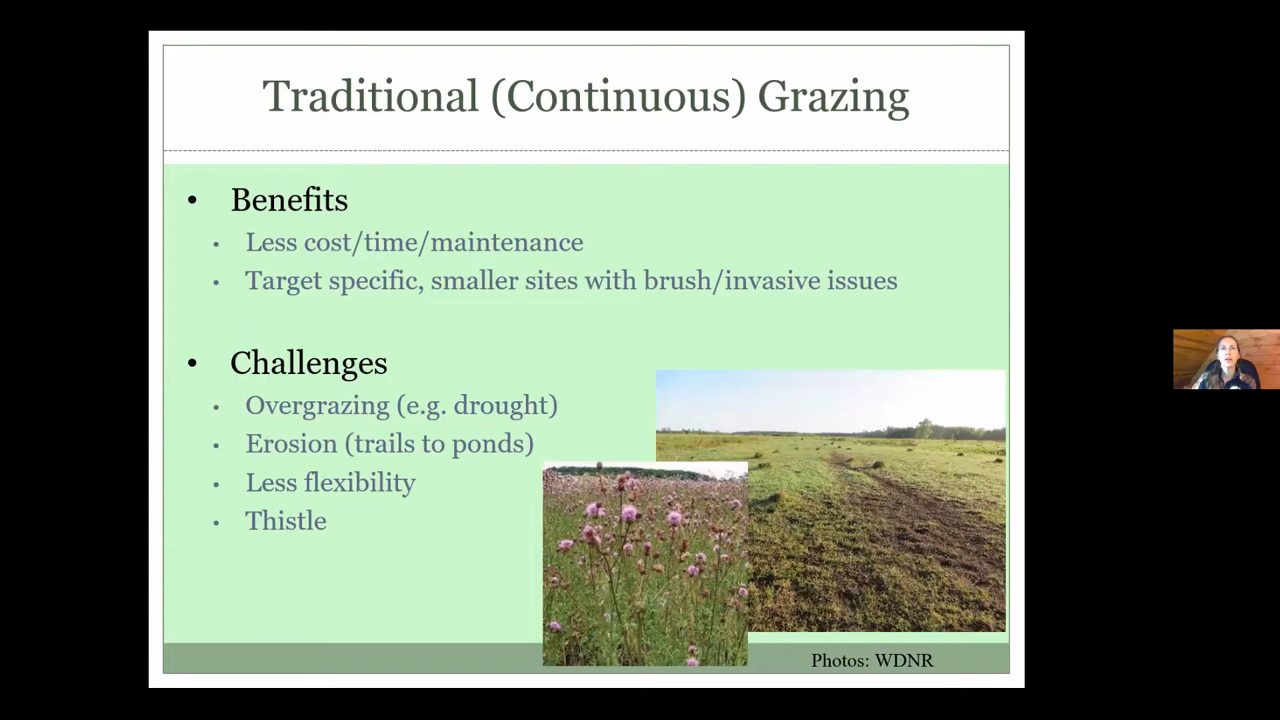 Traditional (Continuous) Grazing
• Benefits
• Less cost/time/maintenance
• Target specific, smaller sites with brush/invasive issues
• Challenges
• Overgrazing (e.g. drought)
• Erosion (trails to ponds)
• Less flexibility
• Thistle
Photos: WDNR